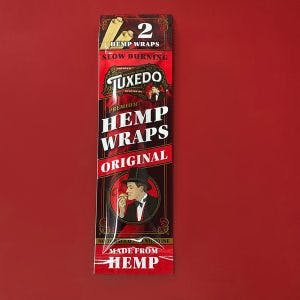 2
HEMP WRAPS
SLOW BURNING
TUXEDO
PREMIUM
HEMP
WRAPS
ORIGINAL
MADE FROM
HEMP